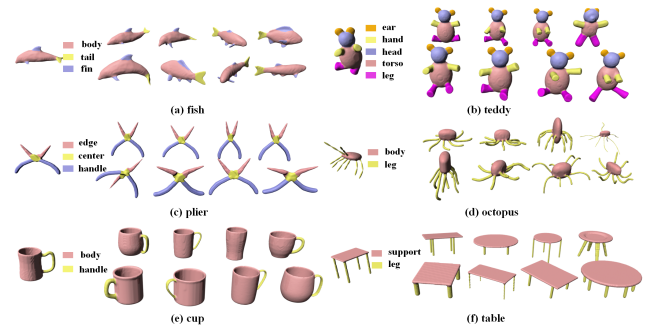 body
tail
fin
(a) fish
ear
hand
head
torso
leg
(b) teddy
edge
center
handle
(c) plier
body
leg
(d) octopus
body
handle
(e) cup
support
leg
(f) table